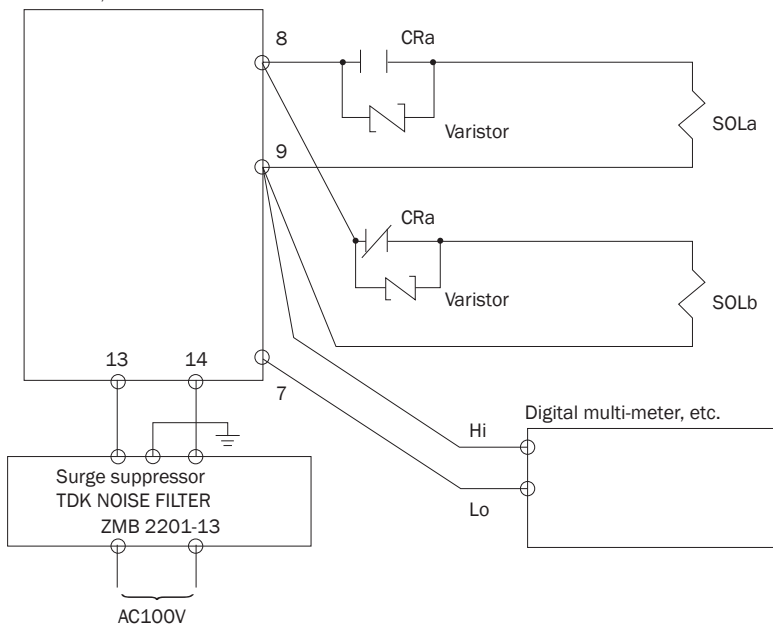 8
CRa
Varistor
SOLa
9
CRa
Varistor
SOLb
13
14
7
Digital multi-meter, etc.
Hi
Lo
Surge suppressor
TDK NOISE FILTER
ZMB 2201-13
AC100V